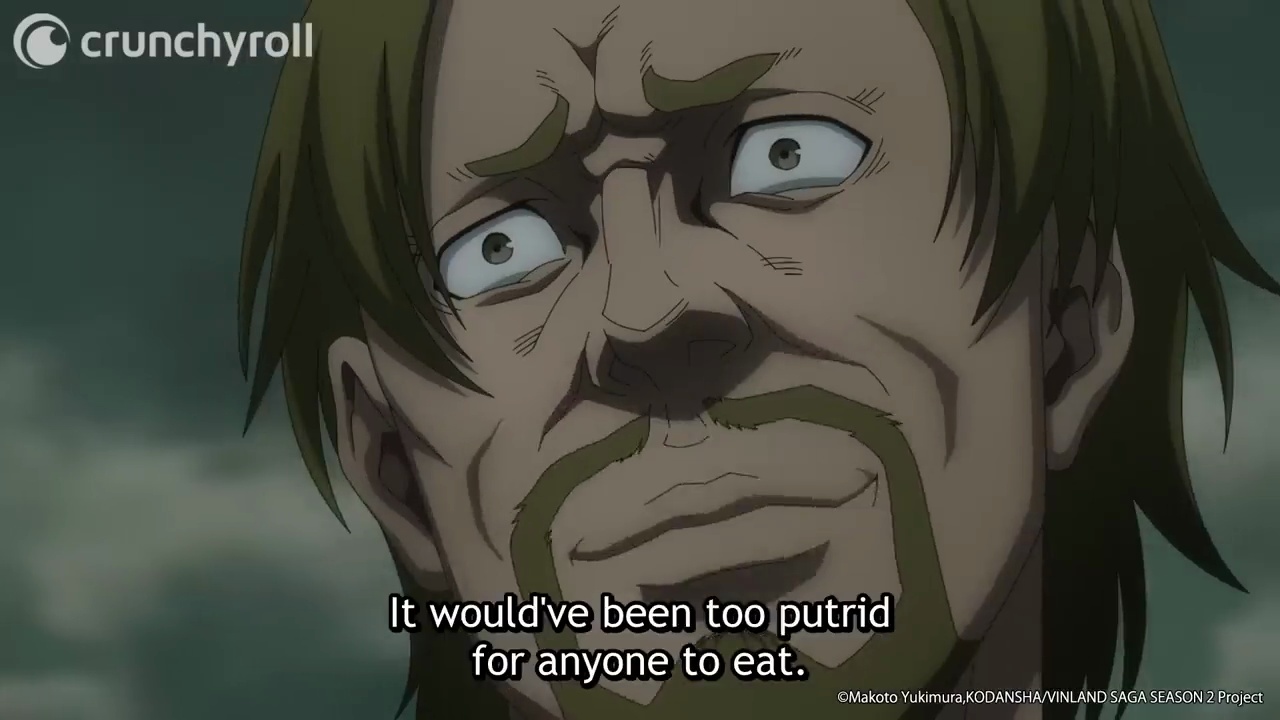 crunchyroll
It would've been too putrid
for anyone to eat.
©Makoto Yukimura,KODANSHA/VINLAND SAGA SEASON 2 Project